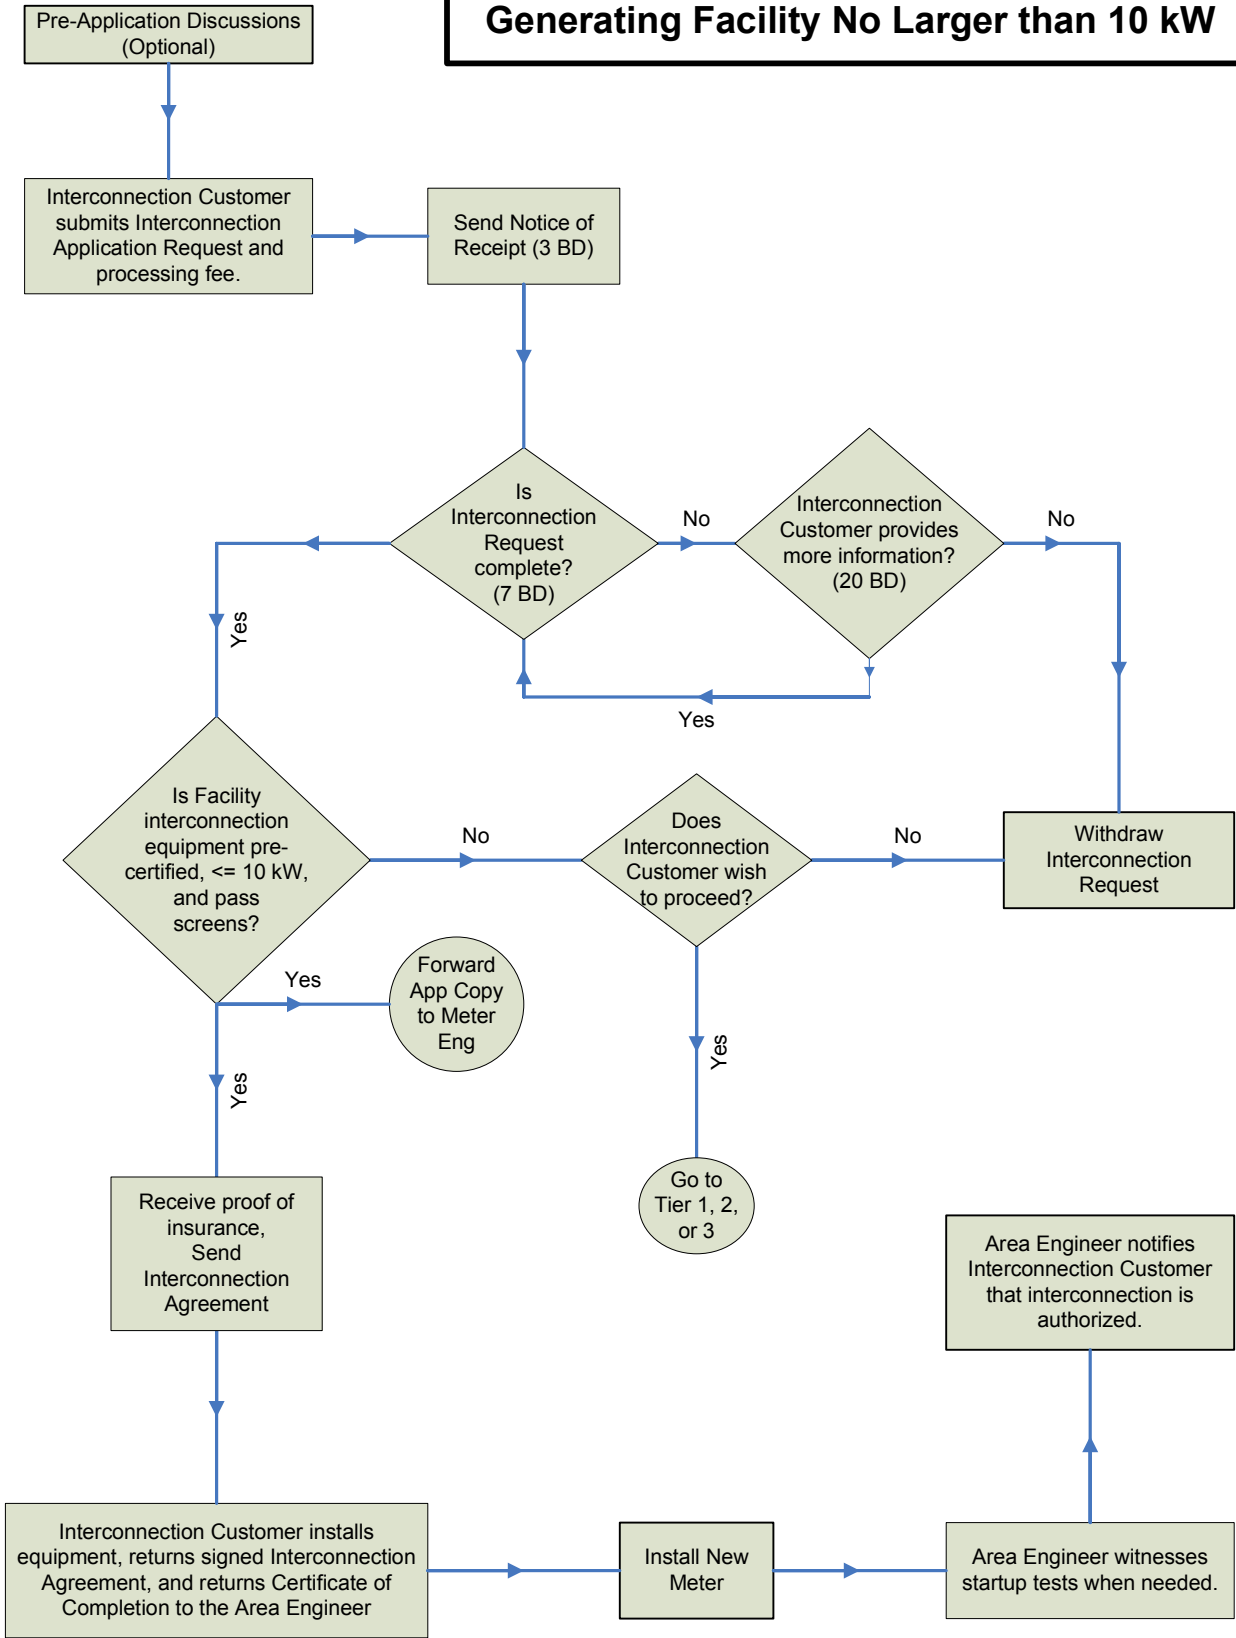 Generating Facility No Larger than 10 kW
Pre-Application Discussions
(Optional)
Interconnection Customer
submits Interconnection
Application Request and
processing fee.
Send Notice of
Receipt (3 BD)
Is
Interconnection
Request
complete?
(7 BD)
No
Interconnection
Customer provides
more information?
(20 BD)
No
Yes
Yes
Is Facility
interconnection
equipment pre-
certified, <= 10 kW,
and pass
screens?
No
Does
Interconnection
Customer wish
to proceed?
No
Withdraw
Interconnection
Request
Yes
Forward
App Copy
to Meter
Eng
Yes
Yes
Go to
Tier 1, 2,
or 3
Receive proof of
insurance,
Send
Interconnection
Agreement
Area Engineer notifies
Interconnection Customer
that interconnection is
authorized.
Interconnection Customer installs
equipment, returns signed Interconnection
Agreement, and returns Certificate of
Completion to the Area Engineer
Install New
Meter
Area Engineer witnesses
startup tests when needed.